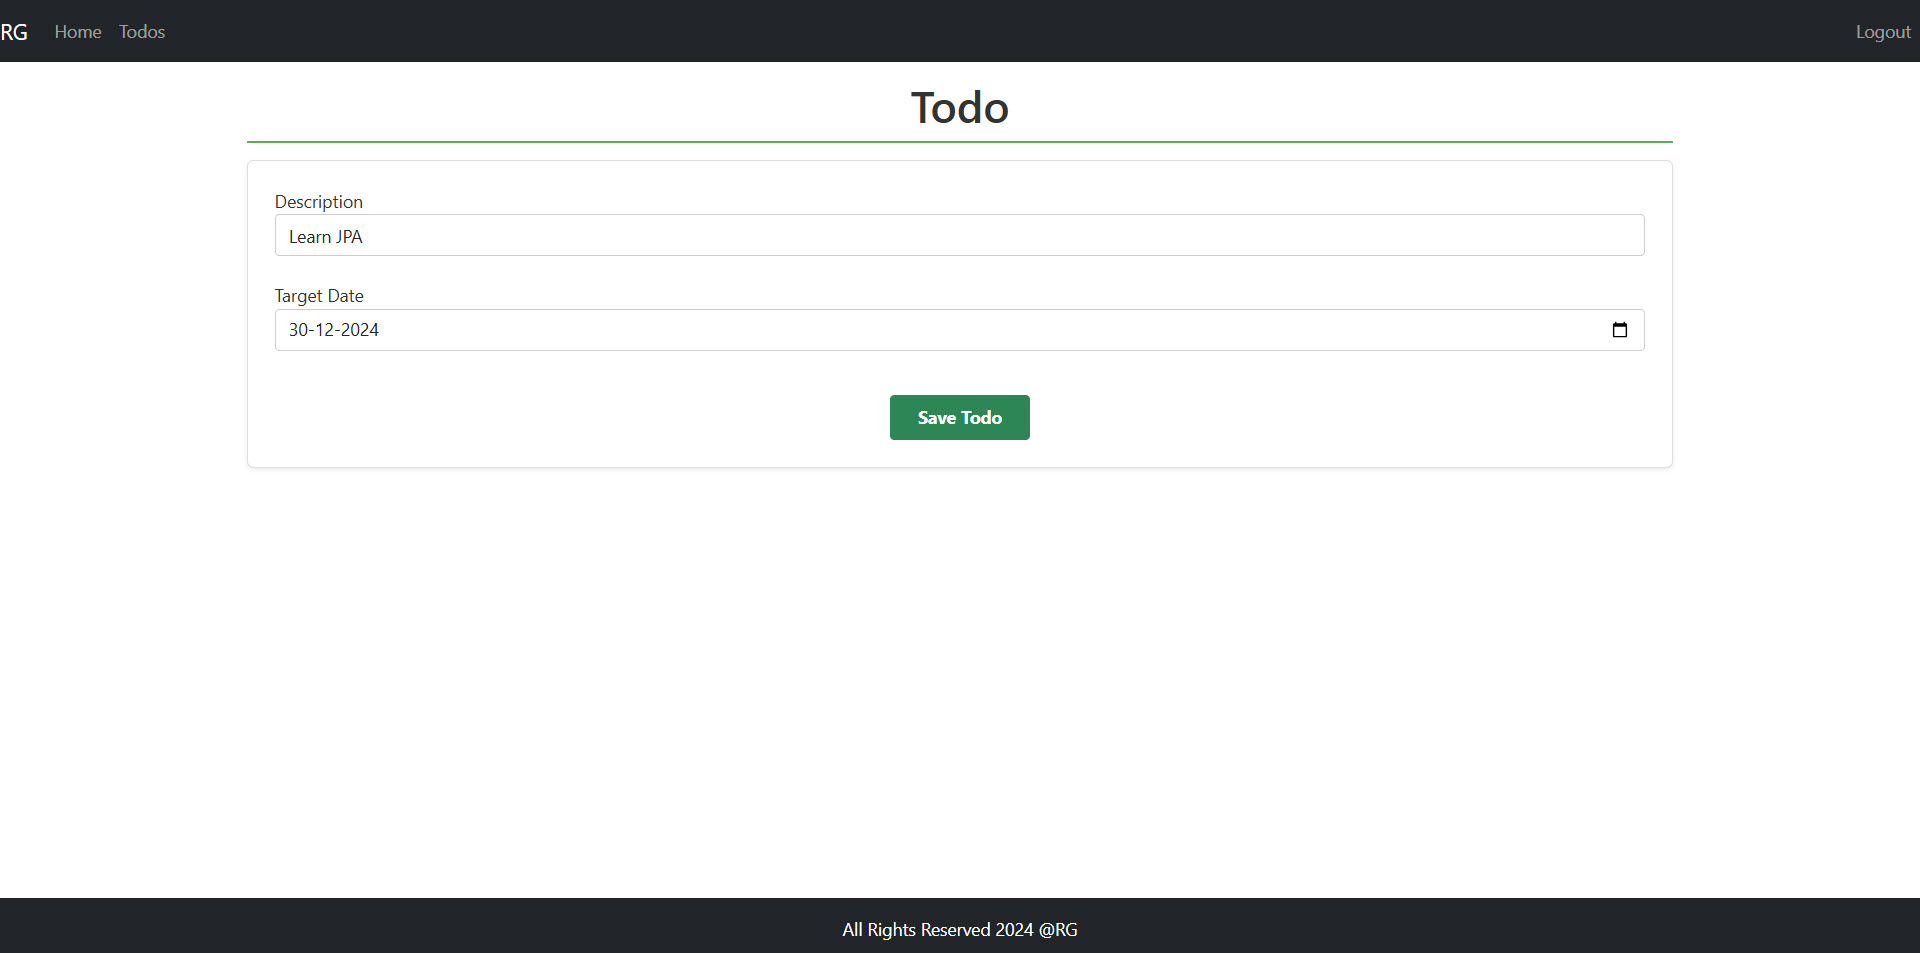 RG Home Todos Logout
Todo
Description
Learn JPA
Target Date
30-12-2024
Save Todo
All Rights Reserved 2024 @RG